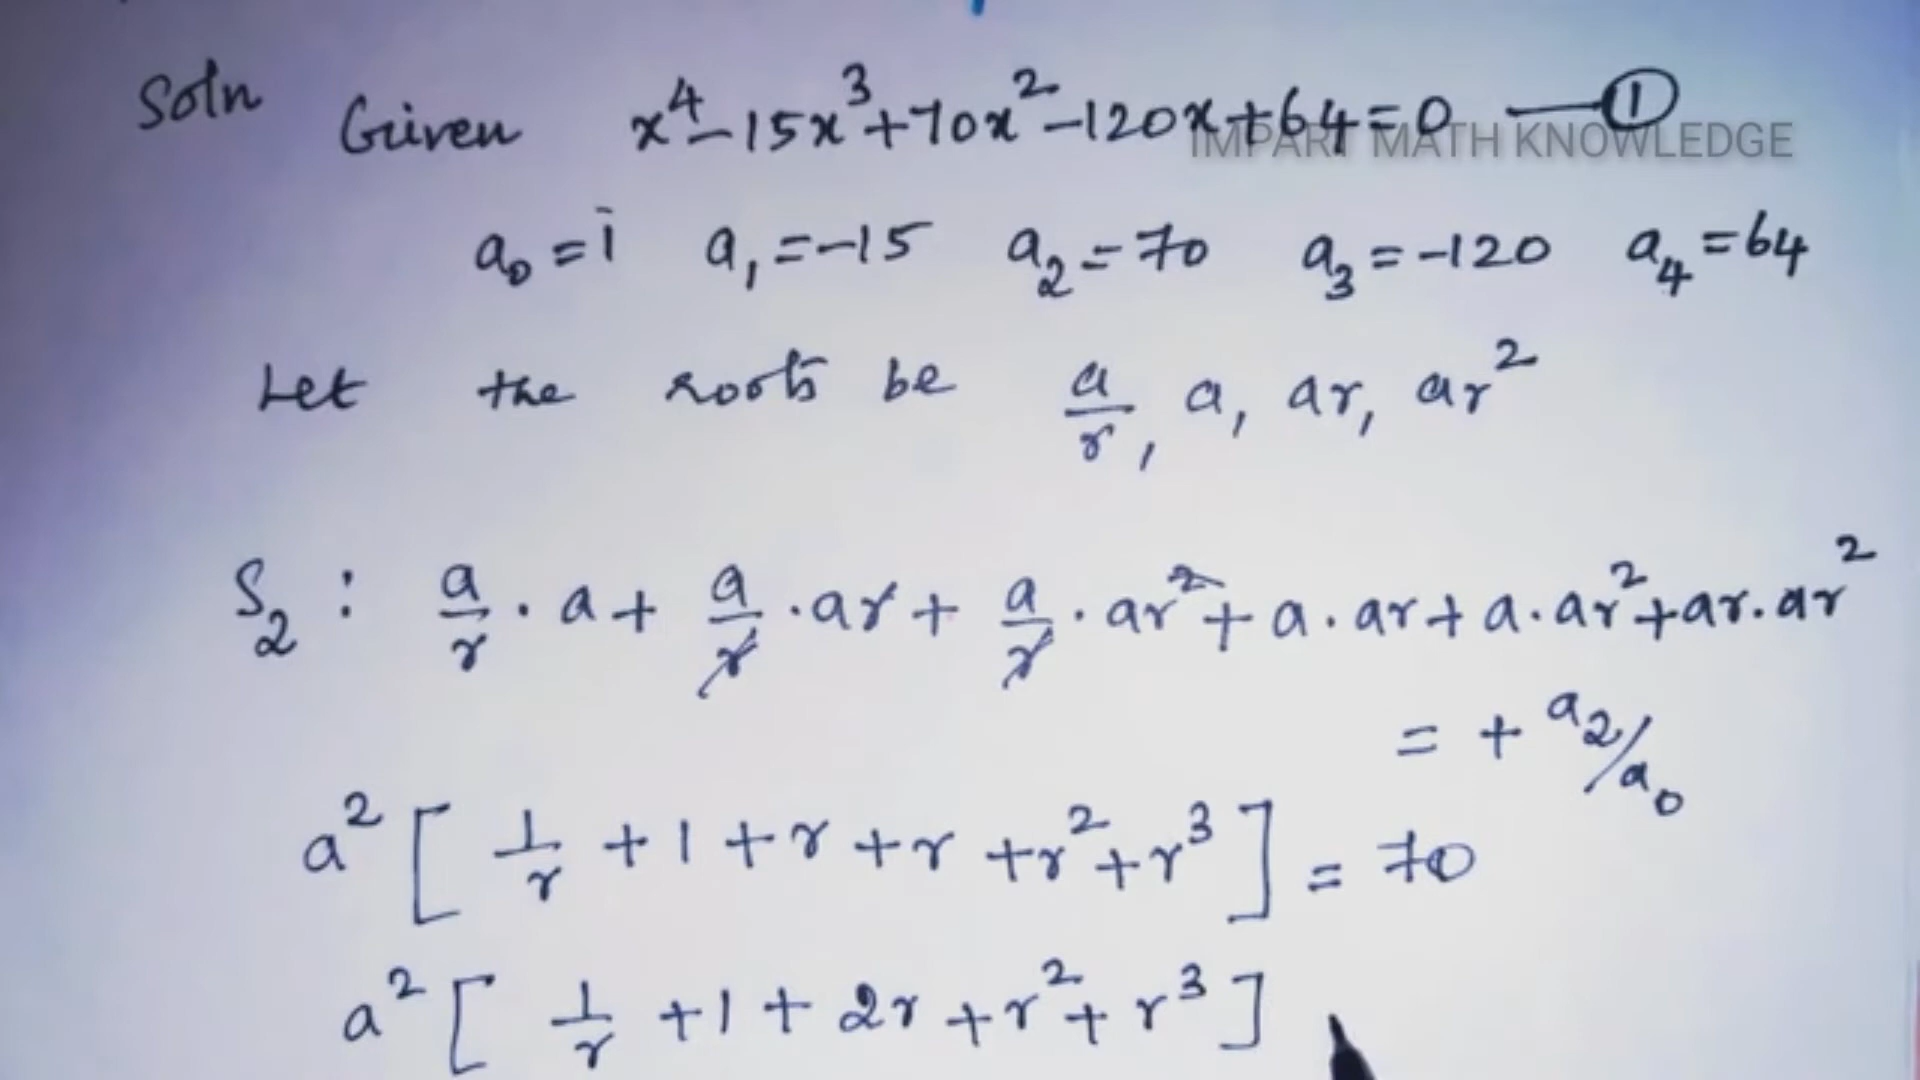 Soln Given x⁴-15x³+70x²-120x+64=0 —①
IMPART MATH KNOWLEDGE
a₀=1 a₁=-15 a₂=70 a₃=-120 a₄=64
Let the roots be a/r, a, ar, ar²
S₂ : a/r · a + a/r · ar + a/r · ar² + a · ar + a · ar² + ar · ar²
= + a₂/a₀
a² [ 1/r + 1 + r + r + r² + r³ ] = 70
a² [ 1/r + 1 + 2r + r² + r³ ]